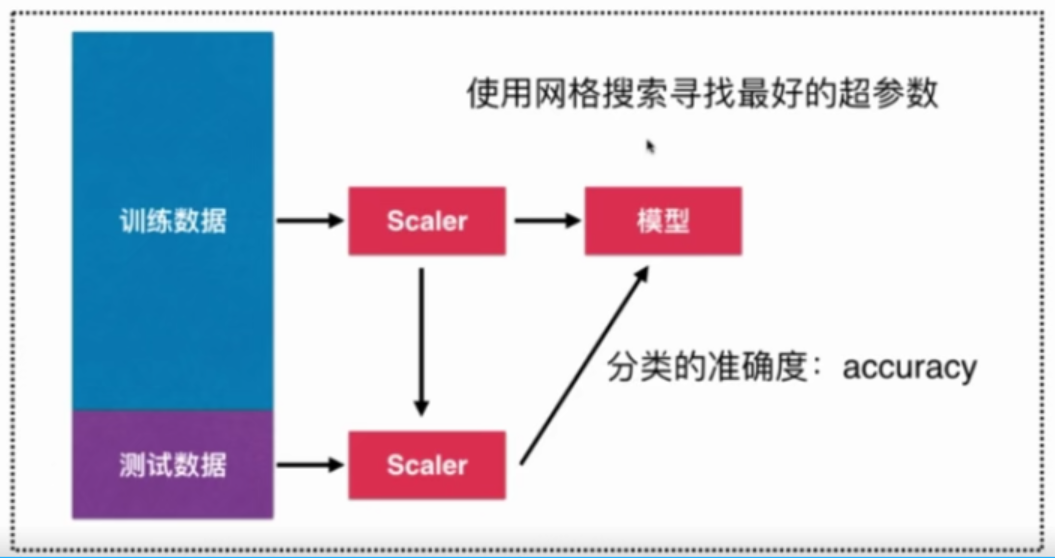 使用网格搜索寻找最好的超参数
训练数据
Scaler
模型
分类的准确度：accuracy
测试数据
Scaler